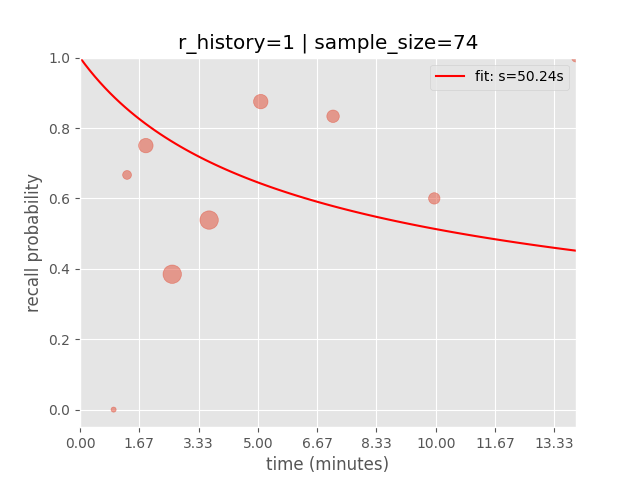 r_history=1 | sample_size=74
fit: s=50.24s
recall probability
1.0
0.8
0.6
0.4
0.2
0.0
0.00 1.67 3.33 5.00 6.67 8.33 10.00 11.67 13.33
time (minutes)